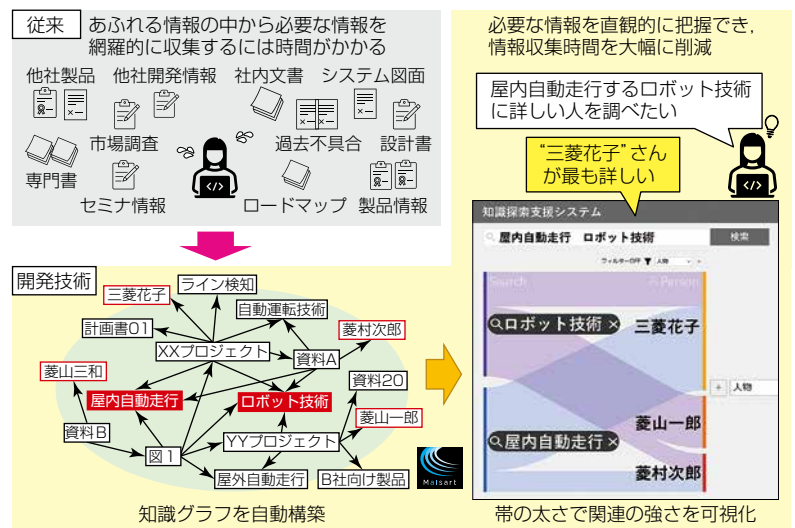 従来
あふれる情報の中から必要な情報を
網羅的に収集するには時間がかかる
他社製品 他社開発情報 社内文書 システム図面
市場調査 過去不具合 設計書
専門書
セミナ情報 ロードマップ 製品情報
</>
開発技術
三菱花子
ライン検知
自動運転技術
計画書01
菱村次郎
XXプロジェクト
資料A
菱山三和
資料20
屋内自動走行
ロボット技術
菱山一郎
資料B
YYプロジェクト
図1
屋外自動走行
B社向け製品
Maisart
知識グラフを自動構築
必要な情報を直観的に把握でき,
情報収集時間を大幅に削減
屋内自動走行するロボット技術
に詳しい人を調べたい
“三菱花子”さん
が最も詳しい
</>
知識探索支援システム
屋内自動走行 ロボット技術 検索
フィルターOFF 人物
Search Person
ロボット技術 × 三菱花子
+ 人物
菱山一郎
屋内自動走行 ×
菱村次郎
帯の太さで関連の強さを可視化